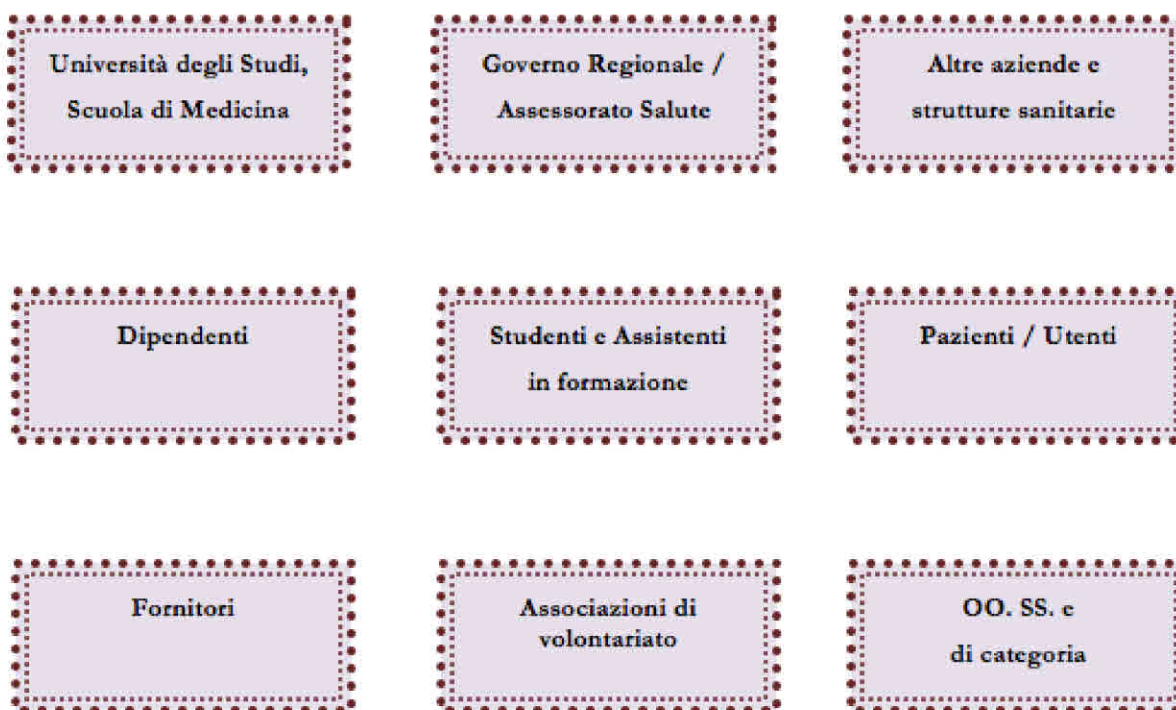 Università degli Studi,
Scuola di Medicina
Governo Regionale /
Assessorato Salute
Altre aziende e
strutture sanitarie
Dipendenti
Studenti e Assistenti
in formazione
Pazienti / Utenti
Fornitori
Associazioni di
volontariato
OO. SS. e
di categoria